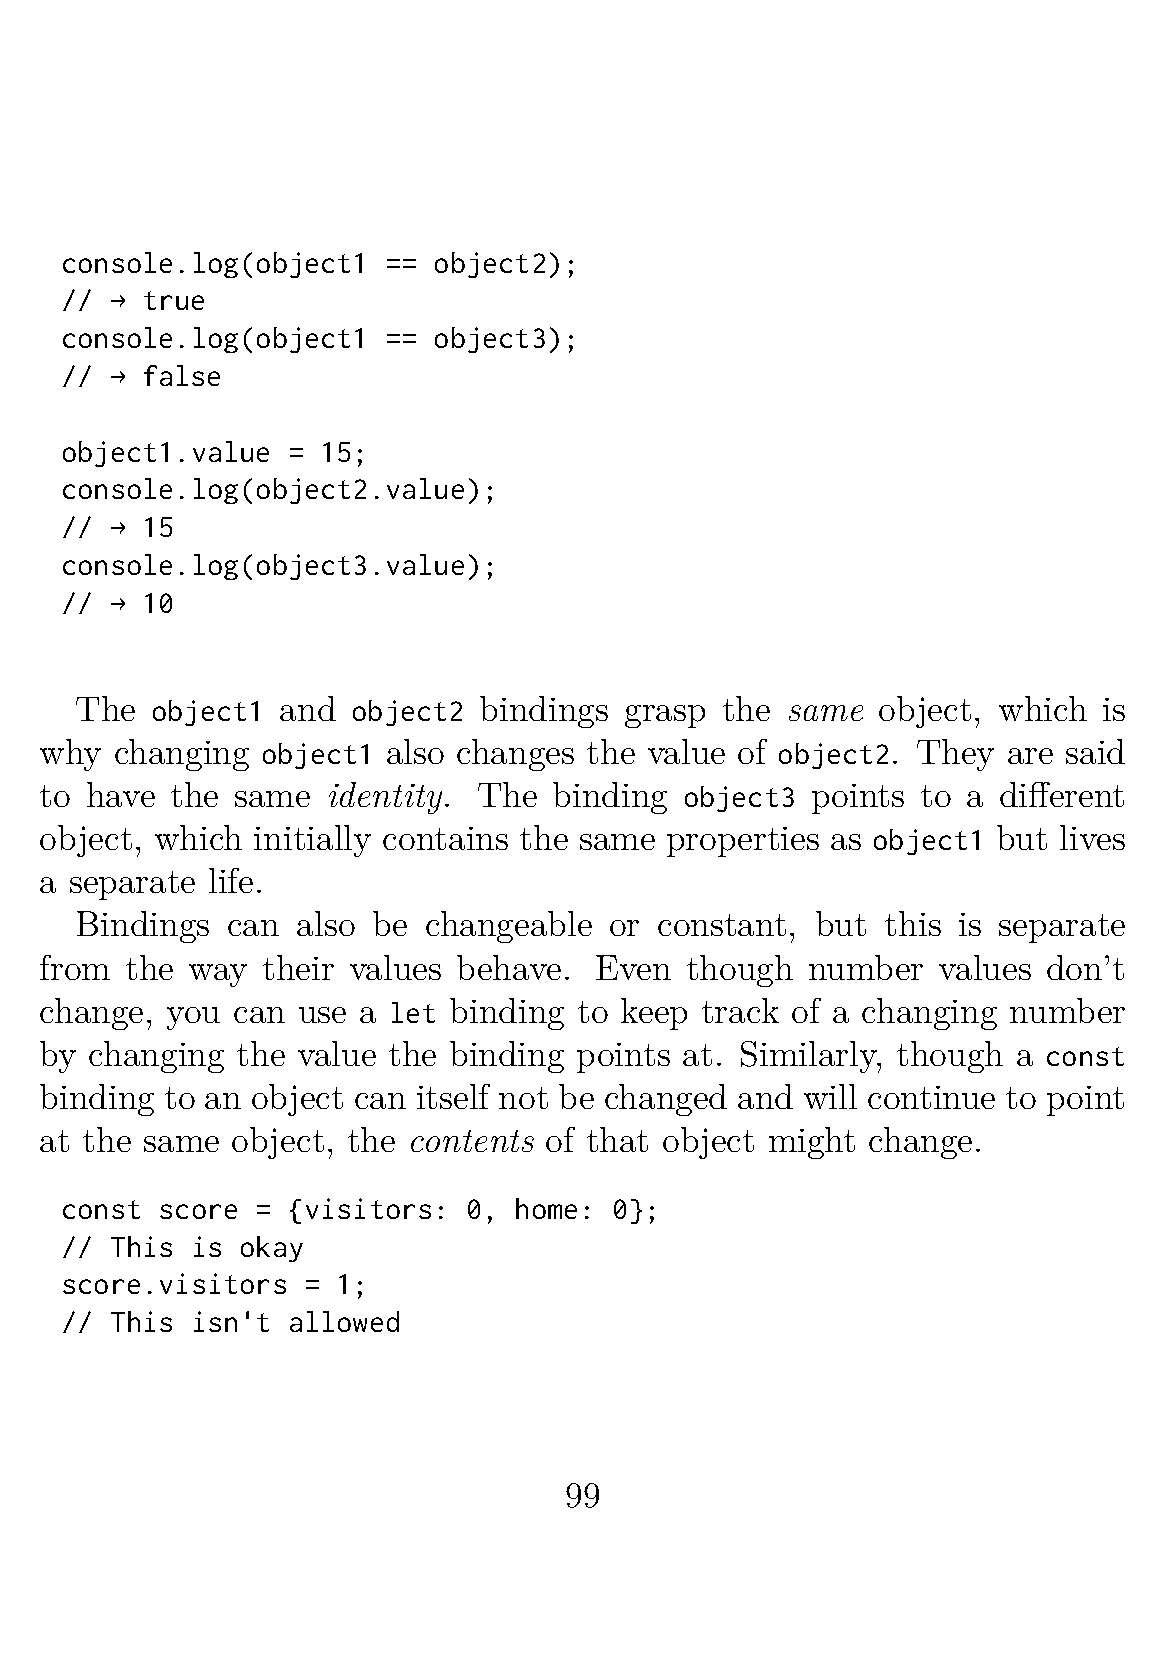 console.log(object1 == object2);
// → true
console.log(object1 == object3);
// → false

object1.value = 15;
console.log(object2.value);
// → 15
console.log(object3.value);
// → 10

The object1 and object2 bindings grasp the same object, which is
why changing object1 also changes the value of object2. They are said
to have the same identity. The binding object3 points to a different
object, which initially contains the same properties as object1 but lives
a separate life.
Bindings can also be changeable or constant, but this is separate
from the way their values behave. Even though number values don't
change, you can use a let binding to keep track of a changing number
by changing the value the binding points at. Similarly, though a const
binding to an object can itself not be changed and will continue to point
at the same object, the contents of that object might change.

const score = {visitors: 0, home: 0};
// This is okay
score.visitors = 1;
// This isn't allowed

99